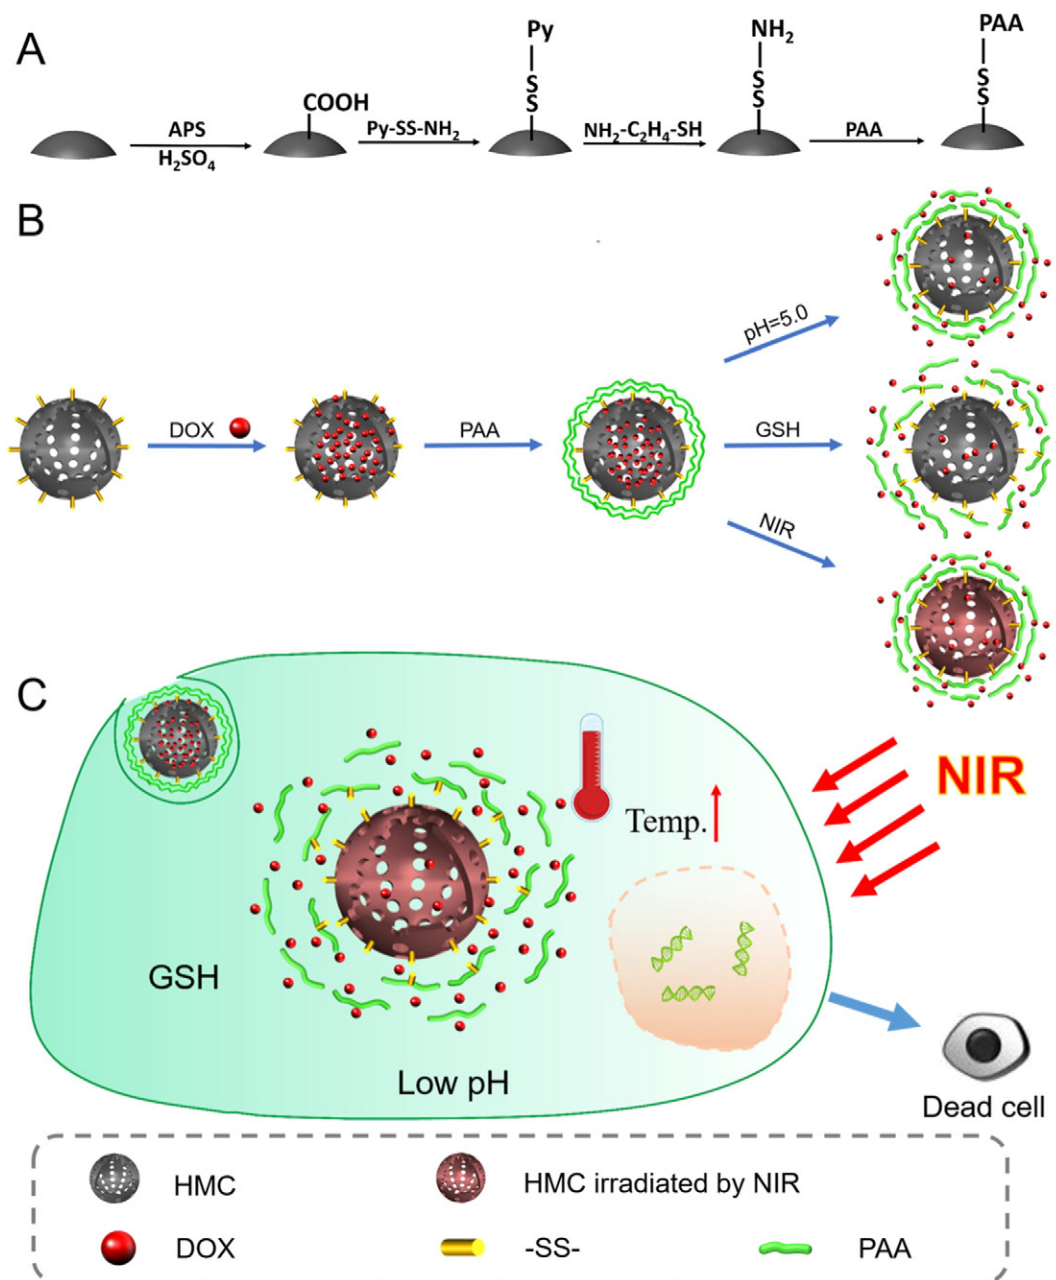 A
APS
H₂SO₄
COOH
Py-SS-NH₂
Py
S
S
NH₂-C₂H₄-SH
NH₂
S
S
PAA
PAA
S
S
B
DOX
PAA
pH=5.0
GSH
NIR
C
Temp.
NIR
GSH
Low pH
Dead cell
HMC
HMC irradiated by NIR
DOX
-SS-
PAA